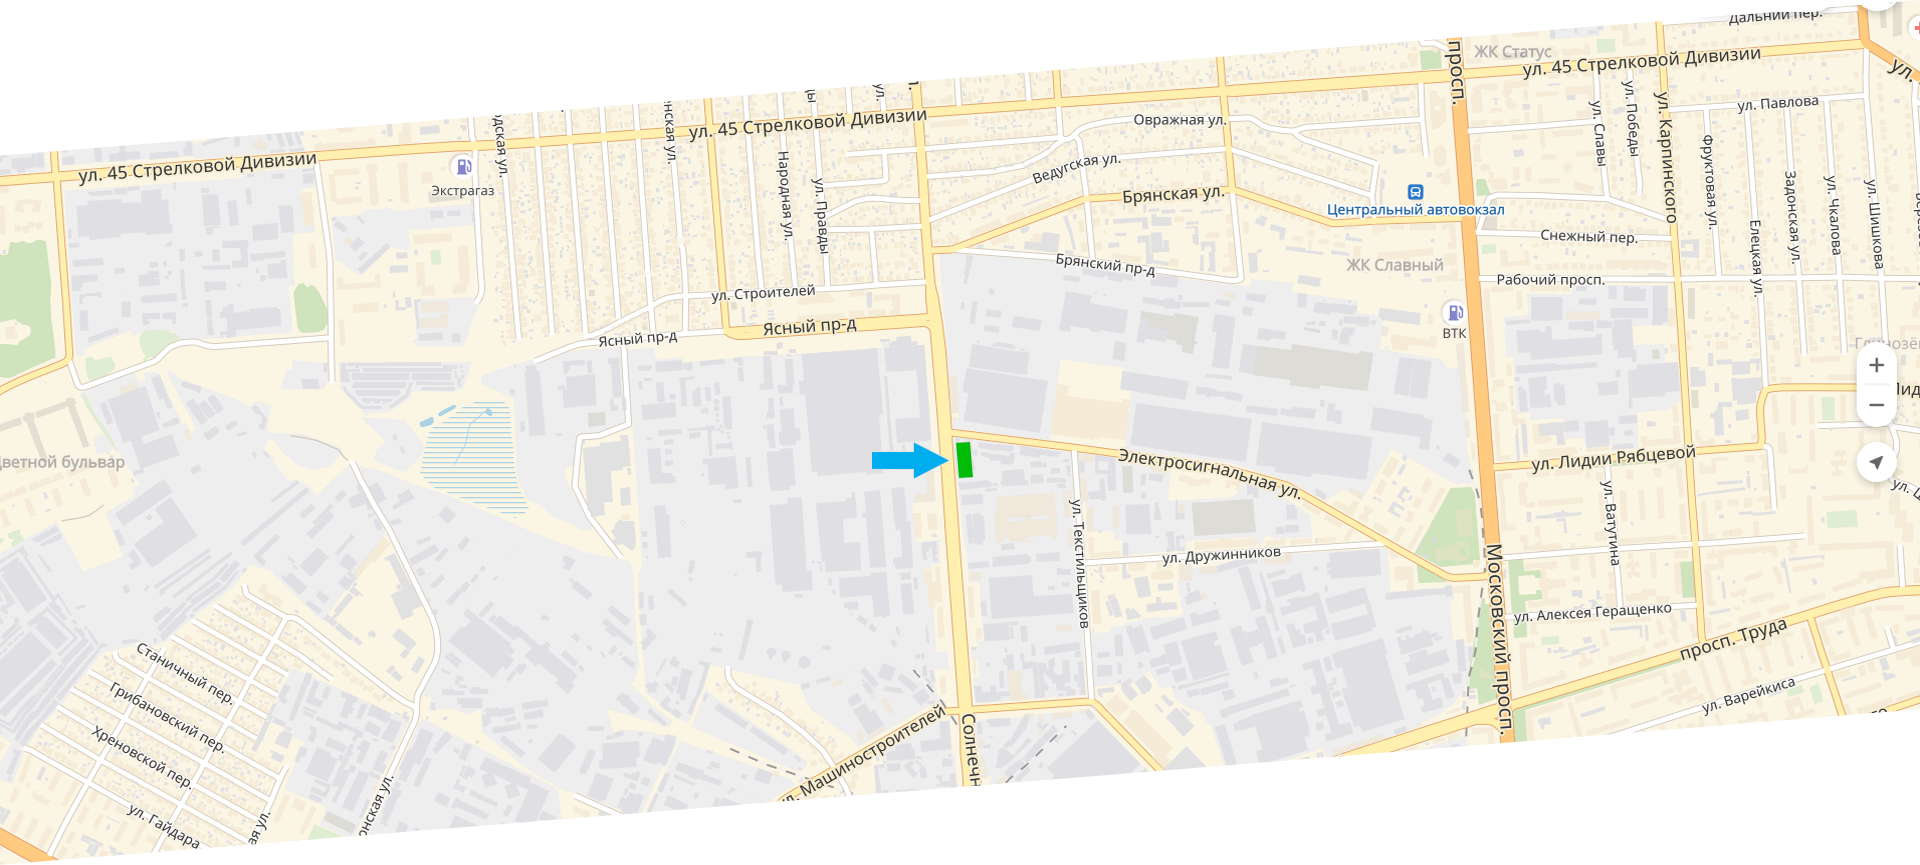 Дальний пер.
ЖК Статус
просп.
ул. 45 Стрелковой Дивизии
ул.
ул. Павлова
ул. Победы
ул. Славы
ул. Карпинского
ул. 45 Стрелковой Дивизии
ул.
Овражная ул.
ул. 45 Стрелковой Дивизии
Экстрагаз
Народная ул.
ул. Правды
Ведугская ул.
Брянская ул.
Центральный автовокзал
Фруктовая ул.
Задонская ул.
ул. Чкалова
ул. Шишкова
Елецкая ул.
Снежный пер.
Брянский пр-д
ЖК Славный
Рабочий просп.
ул. Строителей
Ясный пр-д
Ясный пр-д
ВТК
+
−
Электросигнальная ул.
ул. Лидии Рябцевой
ул. Ватутина
ул. Текстильщиков
ул. Дружинников
Московский просп.
ул. Алексея Геращенко
просп. Труда
ул. Варейкиса
Станичный пер.
Грибановский пер.
Хреновской пер.
ул. Гайдара
ул. Машиностроителей
Солнечн
ветной бульвар